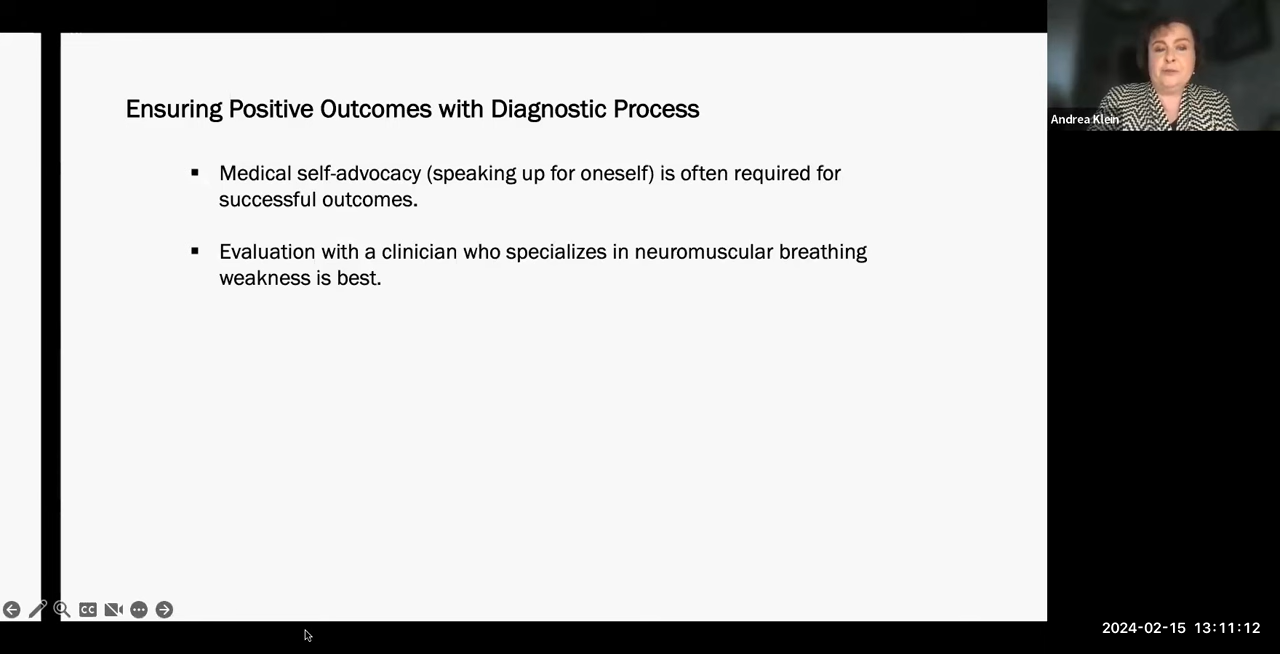 Ensuring Positive Outcomes with Diagnostic Process
▪ Medical self-advocacy (speaking up for oneself) is often required for
successful outcomes.
▪ Evaluation with a clinician who specializes in neuromuscular breathing
weakness is best.
Andrea Klein
CC
2024-02-15 13:11:12